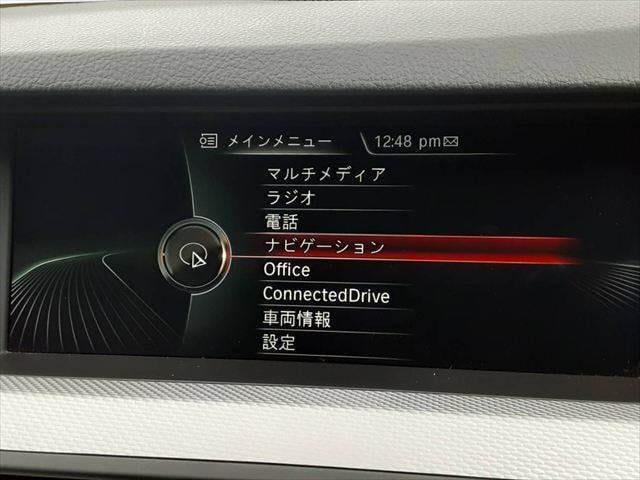 メインメニュー 12:48 pm
マルチメディア
ラジオ
電話
ナビゲーション
Office
ConnectedDrive
車両情報
設定